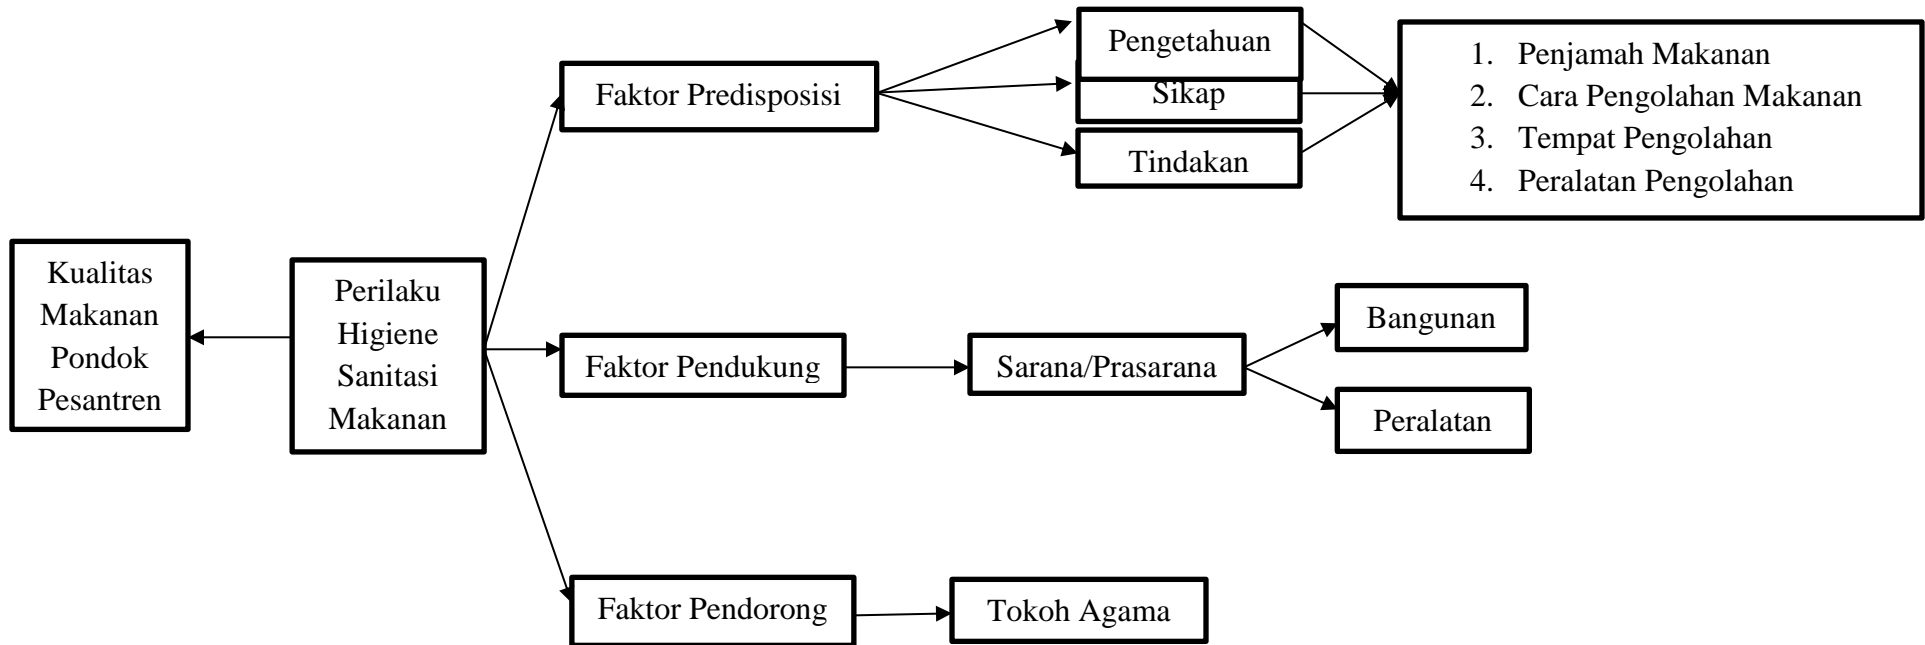 Pengetahuan
Sikap
Tindakan
Faktor Predisposisi
1. Penjamah Makanan
2. Cara Pengolahan Makanan
3. Tempat Pengolahan
4. Peralatan Pengolahan
Kualitas
Makanan
Pondok
Pesantren
Perilaku
Higiene
Sanitasi
Makanan
Faktor Pendukung
Sarana/Prasarana
Bangunan
Peralatan
Faktor Pendorong
Tokoh Agama